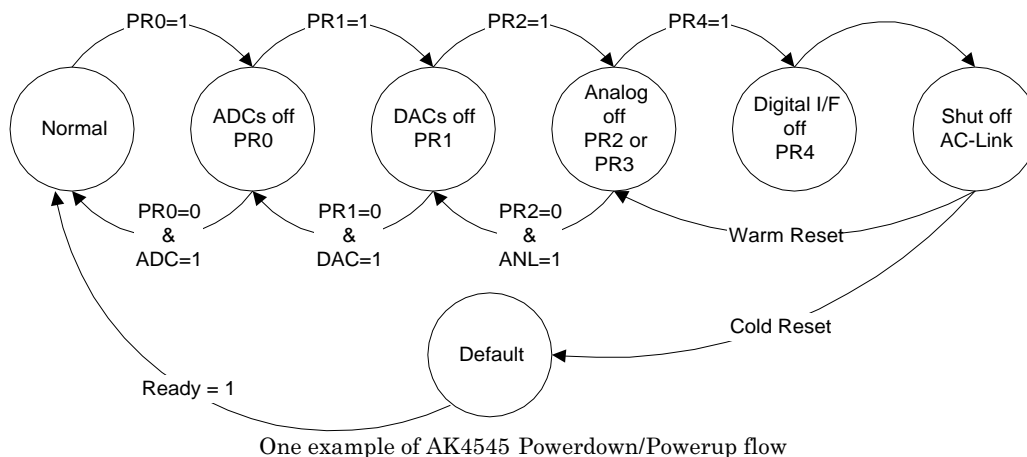 PR0=1
PR1=1
PR2=1
PR4=1
Normal
ADCs off
PR0
DACs off
PR1
Analog
off
PR2 or
PR3
Digital I/F
off
PR4
Shut off
AC-Link
PR0=0
&
ADC=1
PR1=0
&
DAC=1
PR2=0
&
ANL=1
Warm Reset
Cold Reset
Default
Ready = 1
One example of AK4545 Powerdown/Powerup flow